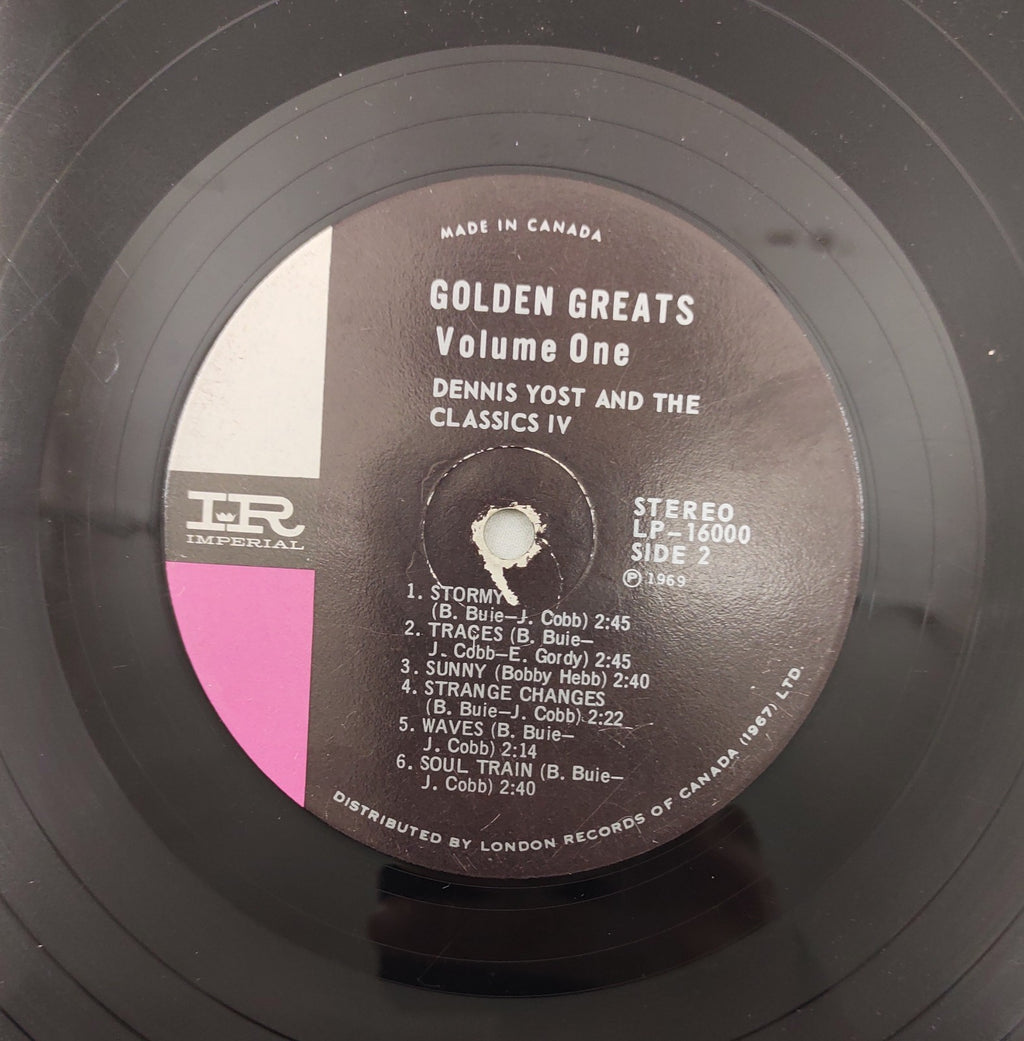 MADE IN CANADA
GOLDEN GREATS
Volume One
DENNIS YOST AND THE
CLASSICS IV
IR
IMPERIAL
STEREO
LP-16000
SIDE 2
Ⓟ 1969
1. STORMY
(B. Buie-J. Cobb) 2:45
2. TRACES (B. Buie-
J. Cobb-E. Gordy) 2:45
3. SUNNY (Bobby Hebb) 2:40
4. STRANGE CHANGES
(B. Buie-J. Cobb) 2:22
5. WAVES (B. Buie-
J. Cobb) 2:14
6. SOUL TRAIN (B. Buie-
J. Cobb) 2:40
DISTRIBUTED BY LONDON RECORDS OF CANADA (1967) LTD.